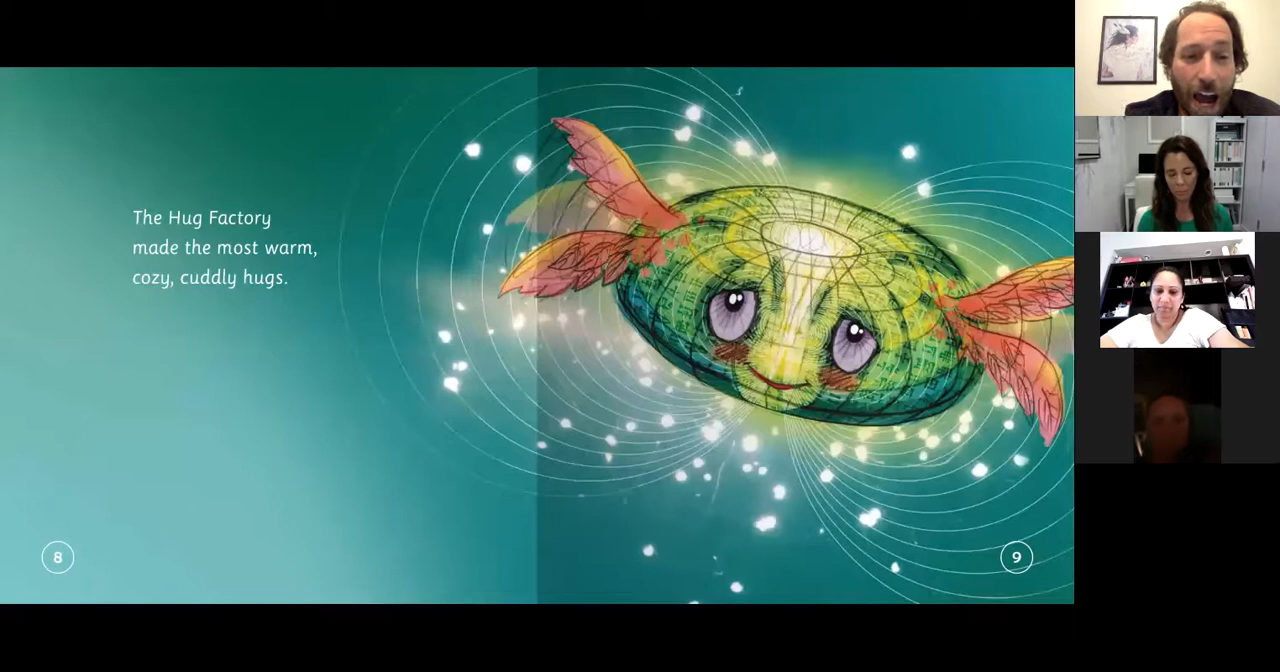 The Hug Factory
made the most warm,
cozy, cuddly hugs.
8
9